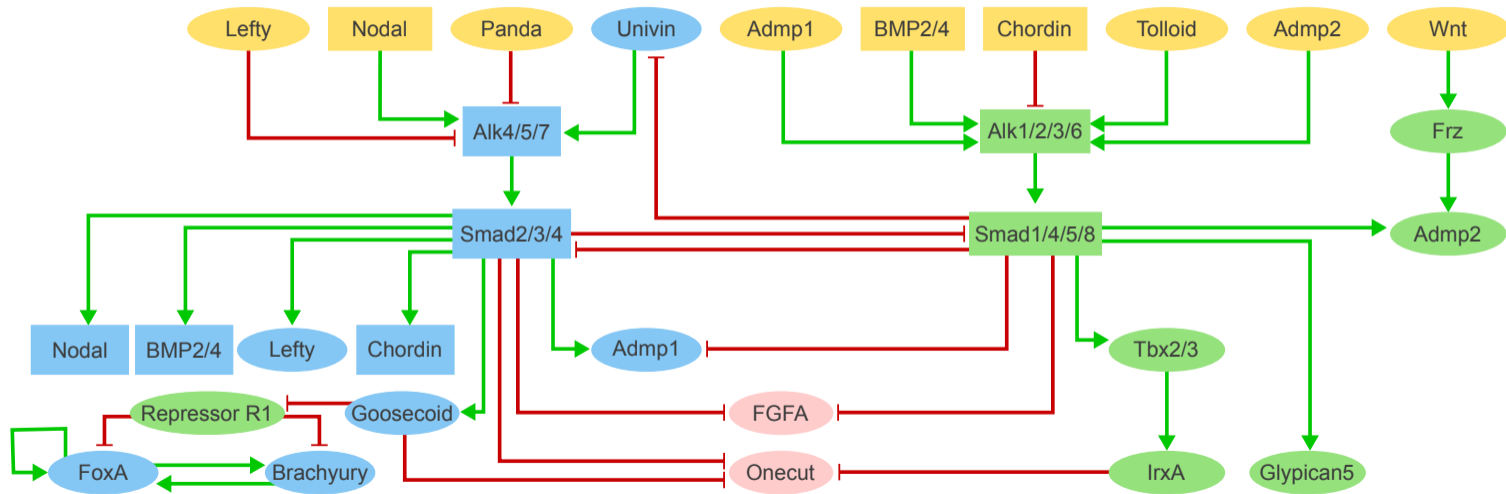 Lefty
Nodal
Panda
Univin
Admp1
BMP2/4
Chordin
Tolloid
Admp2
Wnt
Alk4/5/7
Alk1/2/3/6
Frz
Smad2/3/4
Smad1/4/5/8
Admp2
Nodal
BMP2/4
Lefty
Chordin
Admp1
Tbx2/3
Repressor R1
Goosecoid
FGFA
FoxA
Brachyury
Onecut
IrxA
Glypican5